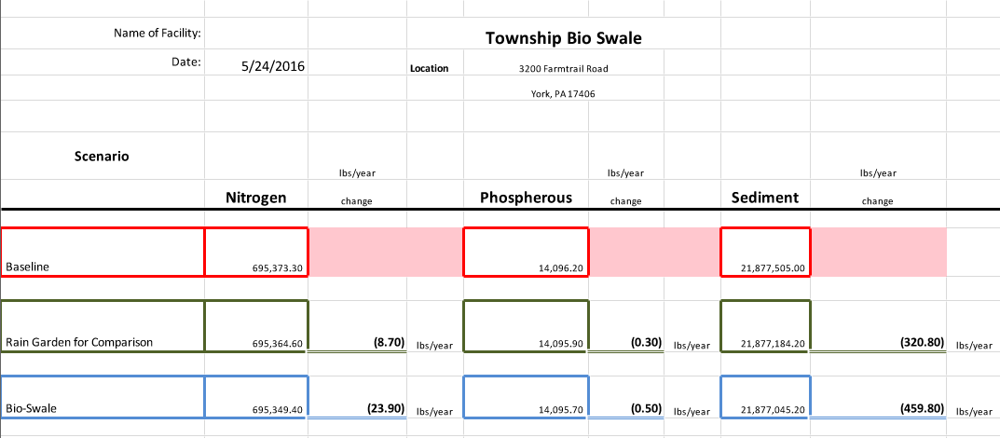 Name of Facility: Township Bio Swale
Date: 5/24/2016 Location 3200 Farmtrail Road
York, PA 17406
Scenario
lbs/year lbs/year lbs/year
Nitrogen change Phospherous change Sediment change
Baseline 695,373.30 14,096.20 21,877,505.00
Rain Garden for Comparison 695,364.60 (8.70) lbs/year 14,095.90 (0.30) lbs/year 21,877,184.20 (320.80) lbs/year
Bio-Swale 695,349.40 (23.90) lbs/year 14,095.70 (0.50) lbs/year 21,877,045.20 (459.80) lbs/year